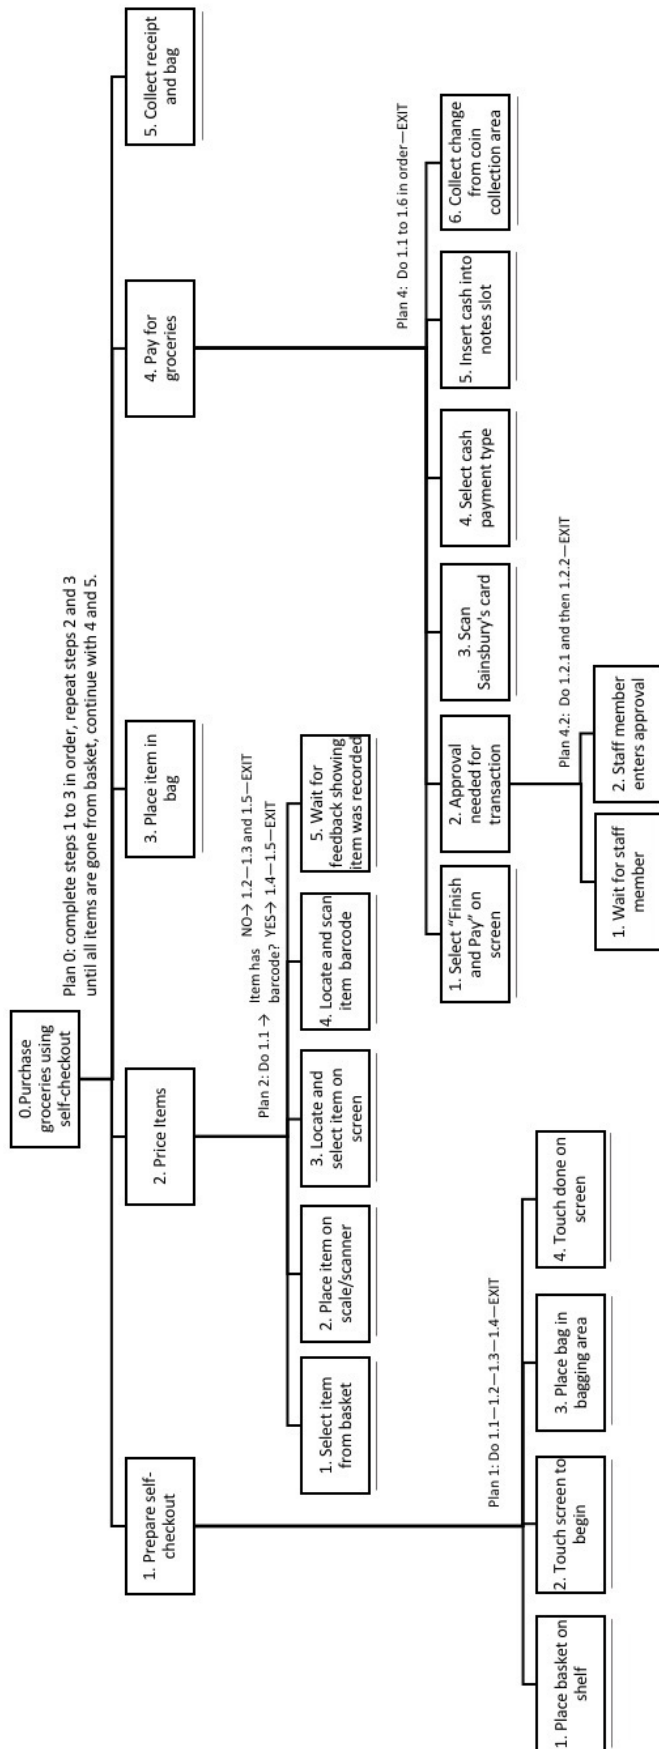 0.Purchase
groceries using
self-checkout
Plan 0: complete steps 1 to 3 in order, repeat steps 2 and 3
until all items are gone from basket, continue with 4 and 5.
1. Prepare self-
checkout
2. Price Items
3. Place item in
bag
4. Pay for
groceries
5. Collect receipt
and bag
Plan 2: Do 1.1 → Item has NO→ 1.2—1.3 and 1.5—EXIT
barcode? YES→ 1.4—1.5—EXIT
1. Select item
from basket
2. Place item on
scale/scanner
3. Locate and
select item on
screen
4. Locate and scan
item barcode
5. Wait for
feedback showing
item was recorded
Plan 4: Do 1.1 to 1.6 in order—EXIT
1. Select “Finish
and Pay” on
screen
2. Approval
needed for
transaction
3. Scan
Sainsbury's card
4. Select cash
payment type
5. Insert cash into
notes slot
6. Collect change
from coin
collection area
Plan 1: Do 1.1—1.2—1.3—1.4—EXIT
1. Place basket on
shelf
2. Touch screen to
begin
3. Place bag in
bagging area
4. Touch done on
screen
Plan 4.2: Do 1.2.1 and then 1.2.2—EXIT
1. Wait for staff
member
2. Staff member
enters approval